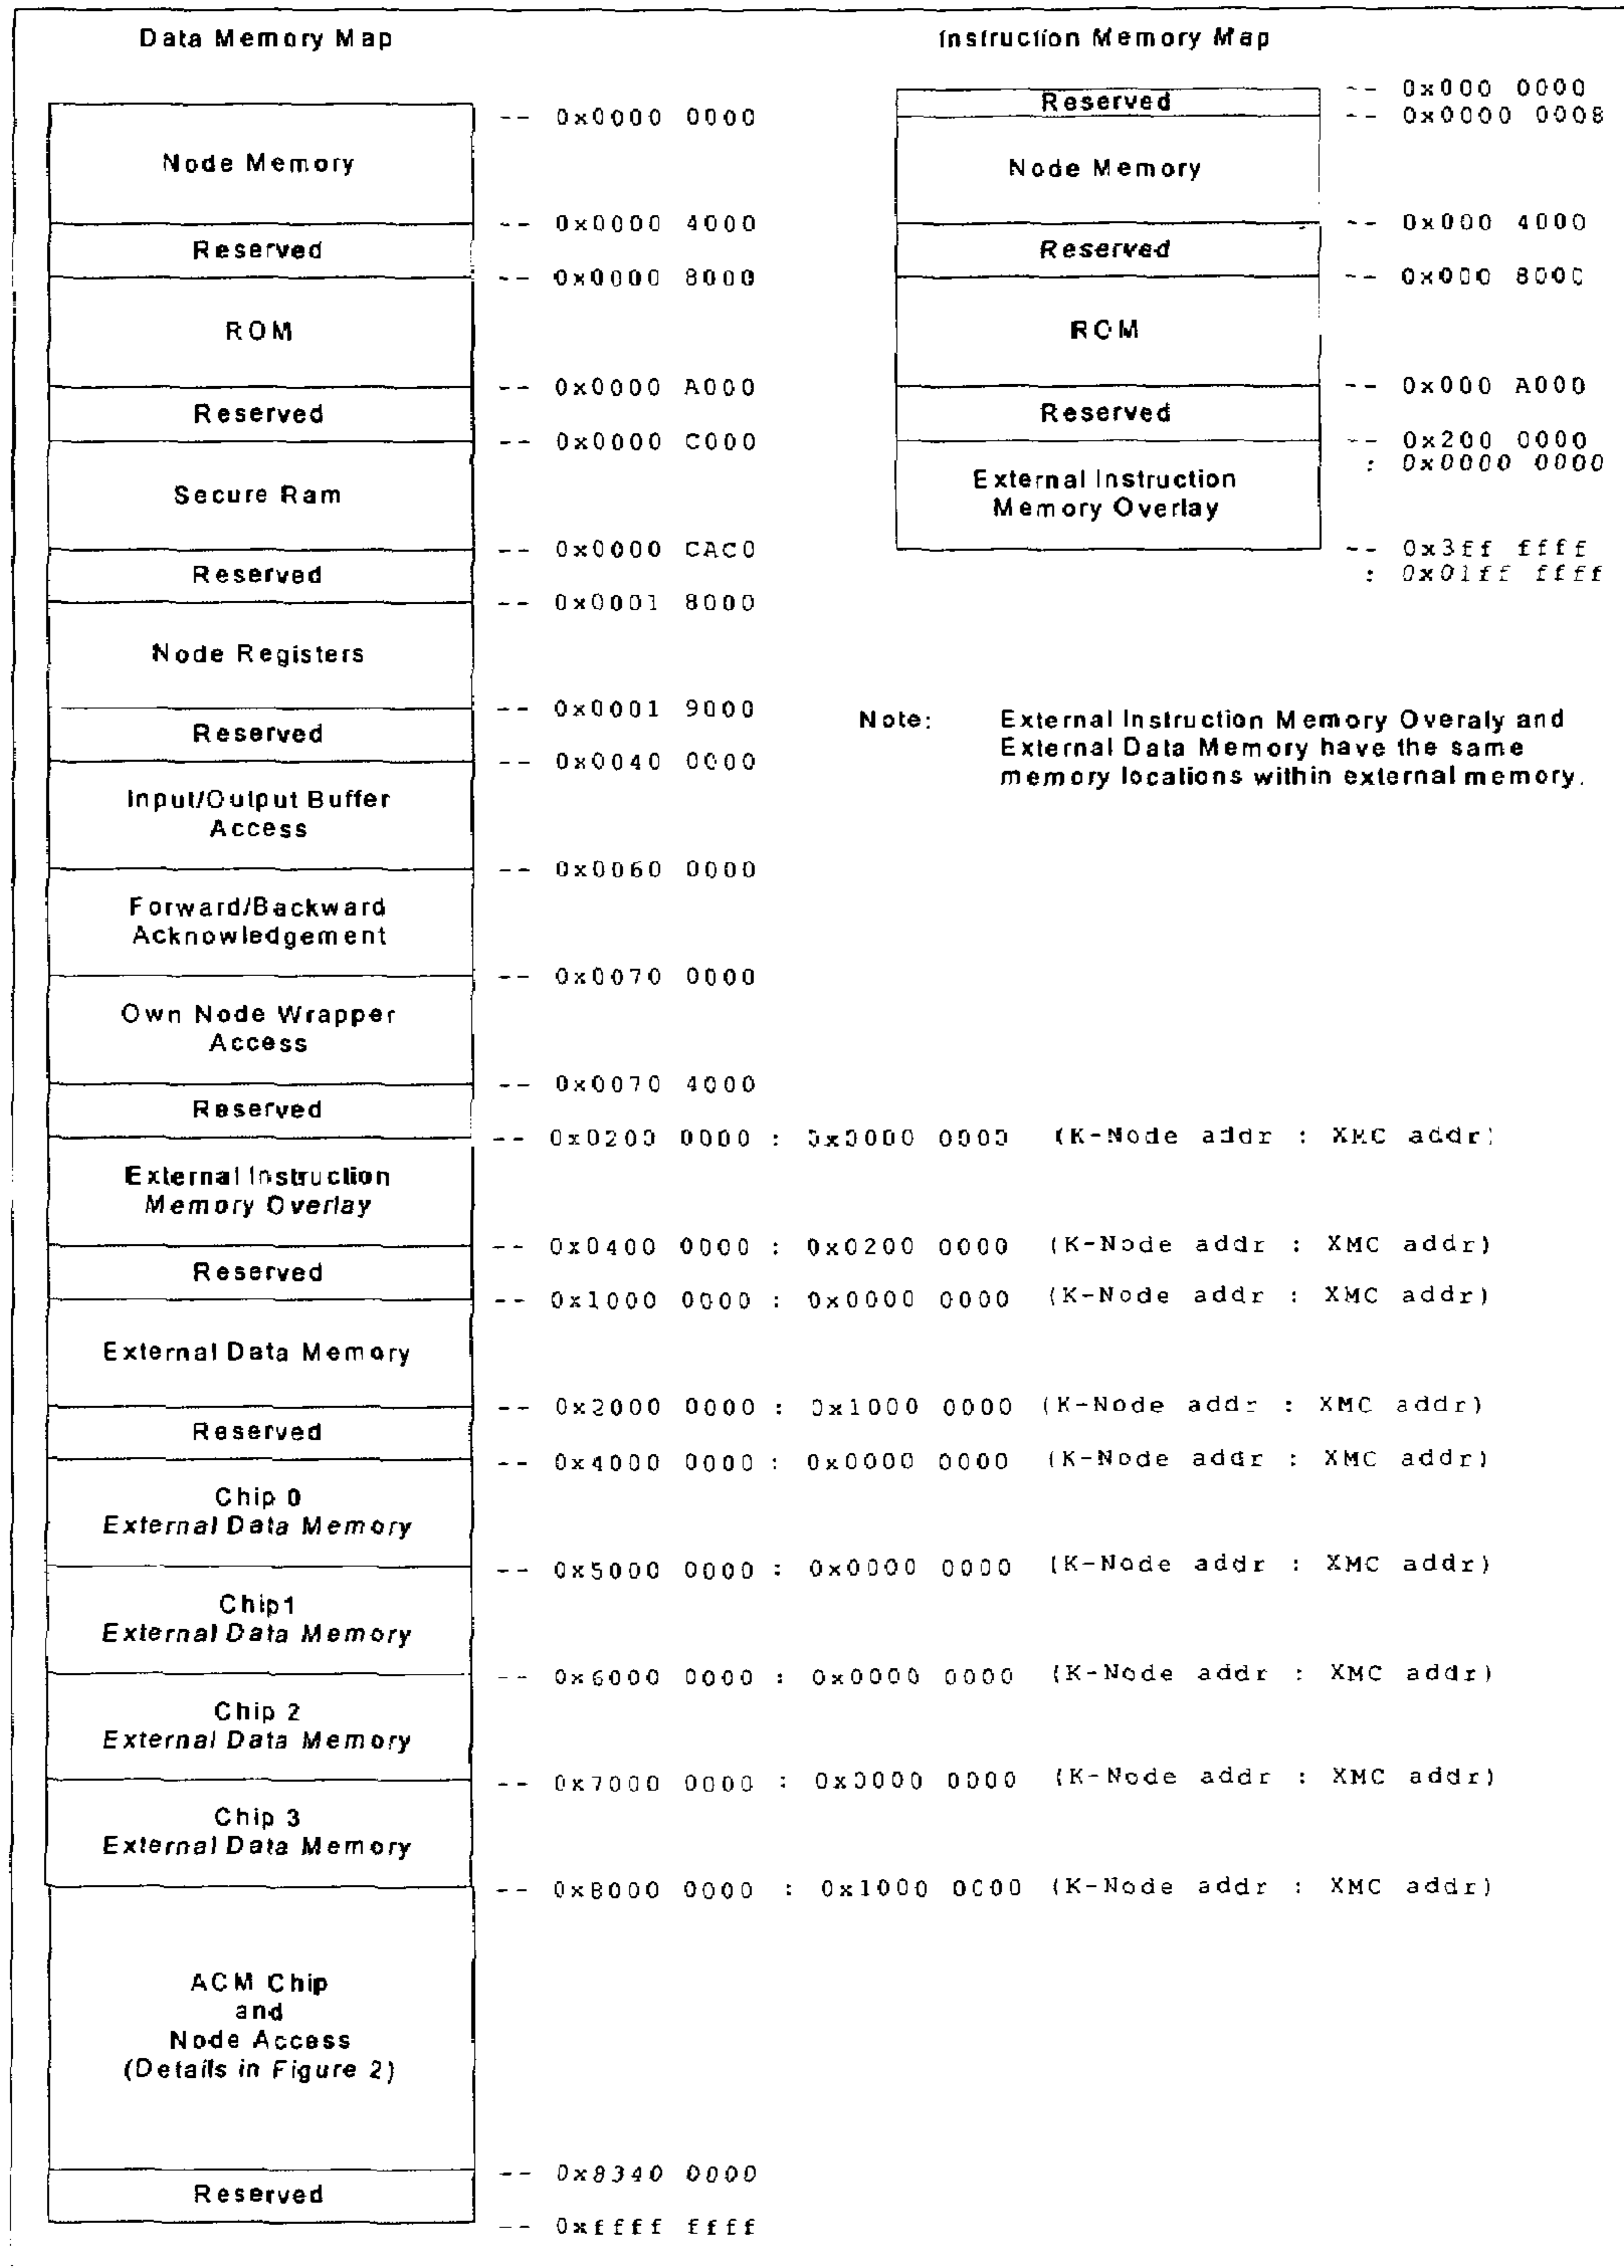 Data Memory Map
-- 0x0000 0000
Node Memory
-- 0x0000 4000
Reserved
-- 0x0000 8000
ROM
-- 0x0000 A000
Reserved
-- 0x0000 C000
Secure Ram
-- 0x0000 CAC0
Reserved
-- 0x0001 8000
Node Registers
-- 0x0001 9000
Reserved
-- 0x0040 0000
Input/Output Buffer
Access
-- 0x0060 0000
Forward/Backward
Acknowledgement
-- 0x0070 0000
Own Node Wrapper
Access
-- 0x0070 4000
Reserved
-- 0x0200 0000 : 0x0000 0000 (K-Node addr : XMC addr)
External Instruction
Memory Overlay
-- 0x0400 0000 : 0x0200 0000 (K-Node addr : XMC addr)
Reserved
-- 0x1000 0000 : 0x0000 0000 (K-Node addr : XMC addr)
External Data Memory
-- 0x2000 0000 : 0x1000 0000 (K-Node addr : XMC addr)
Reserved
-- 0x4000 0000 : 0x0000 0000 (K-Node addr : XMC addr)
Chip 0
External Data Memory
-- 0x5000 0000 : 0x0000 0000 (K-Node addr : XMC addr)
Chip1
External Data Memory
-- 0x6000 0000 : 0x0000 0000 (K-Node addr : XMC addr)
Chip 2
External Data Memory
-- 0x7000 0000 : 0x0000 0000 (K-Node addr : XMC addr)
Chip 3
External Data Memory
-- 0x8000 0000 : 0x1000 0000 (K-Node addr : XMC addr)
ACM Chip
and
Node Access
(Details in Figure 2)
-- 0x8340 0000
Reserved
-- 0xffff ffff
Instruction Memory Map
-- 0x000 0000
Reserved
-- 0x0000 0008
Node Memory
-- 0x000 4000
Reserved
-- 0x000 8000
ROM
-- 0x000 A000
Reserved
-- 0x200 0000
: 0x0000 0000
External Instruction
Memory Overlay
-- 0x3ff ffff
: 0x01ff ffff
Note: External Instruction Memory Overaly and
External Data Memory have the same
memory locations within external memory.